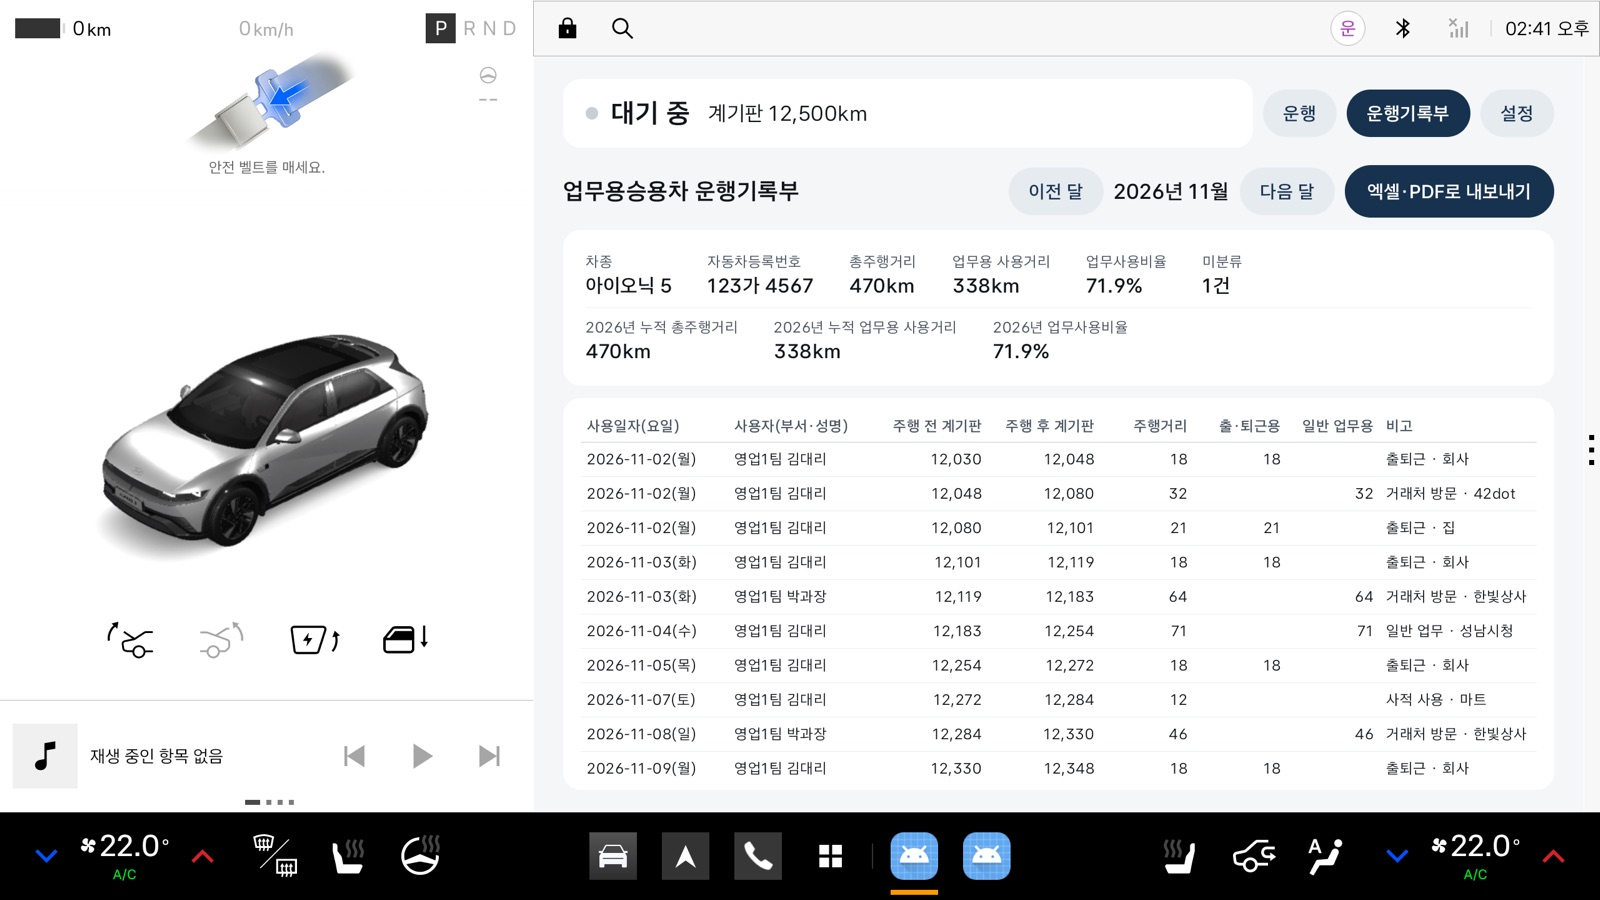 0 km
0 km/h
P R N D
안전 벨트를 매세요.
재생 중인 항목 없음
운
02:41 오후
대기 중 계기판 12,500km
운행
운행기록부
설정
업무용승용차 운행기록부
이전 달
2026년 11월
다음 달
엑셀·PDF로 내보내기
차종 자동차등록번호 총주행거리 업무용 사용거리 업무사용비율 미분류
아이오닉 5 123가 4567 470km 338km 71.9% 1건
2026년 누적 총주행거리 2026년 누적 업무용 사용거리 2026년 업무사용비율
470km 338km 71.9%
사용일자(요일) 사용자(부서·성명) 주행 전 계기판 주행 후 계기판 주행거리 출·퇴근용 일반 업무용 비고
2026-11-02(월) 영업1팀 김대리 12,030 12,048 18 18 출퇴근 · 회사
2026-11-02(월) 영업1팀 김대리 12,048 12,080 32 32 거래처 방문 · 42dot
2026-11-02(월) 영업1팀 김대리 12,080 12,101 21 21 출퇴근 · 집
2026-11-03(화) 영업1팀 김대리 12,101 12,119 18 18 출퇴근 · 회사
2026-11-03(화) 영업1팀 박과장 12,119 12,183 64 64 거래처 방문 · 한빛상사
2026-11-04(수) 영업1팀 김대리 12,183 12,254 71 71 일반 업무 · 성남시청
2026-11-05(목) 영업1팀 김대리 12,254 12,272 18 18 출퇴근 · 회사
2026-11-07(토) 영업1팀 김대리 12,272 12,284 12 사적 사용 · 마트
2026-11-08(일) 영업1팀 박과장 12,284 12,330 46 46 거래처 방문 · 한빛상사
2026-11-09(월) 영업1팀 김대리 12,330 12,348 18 18 출퇴근 · 회사
22.0°
A/C
A
22.0°
A/C